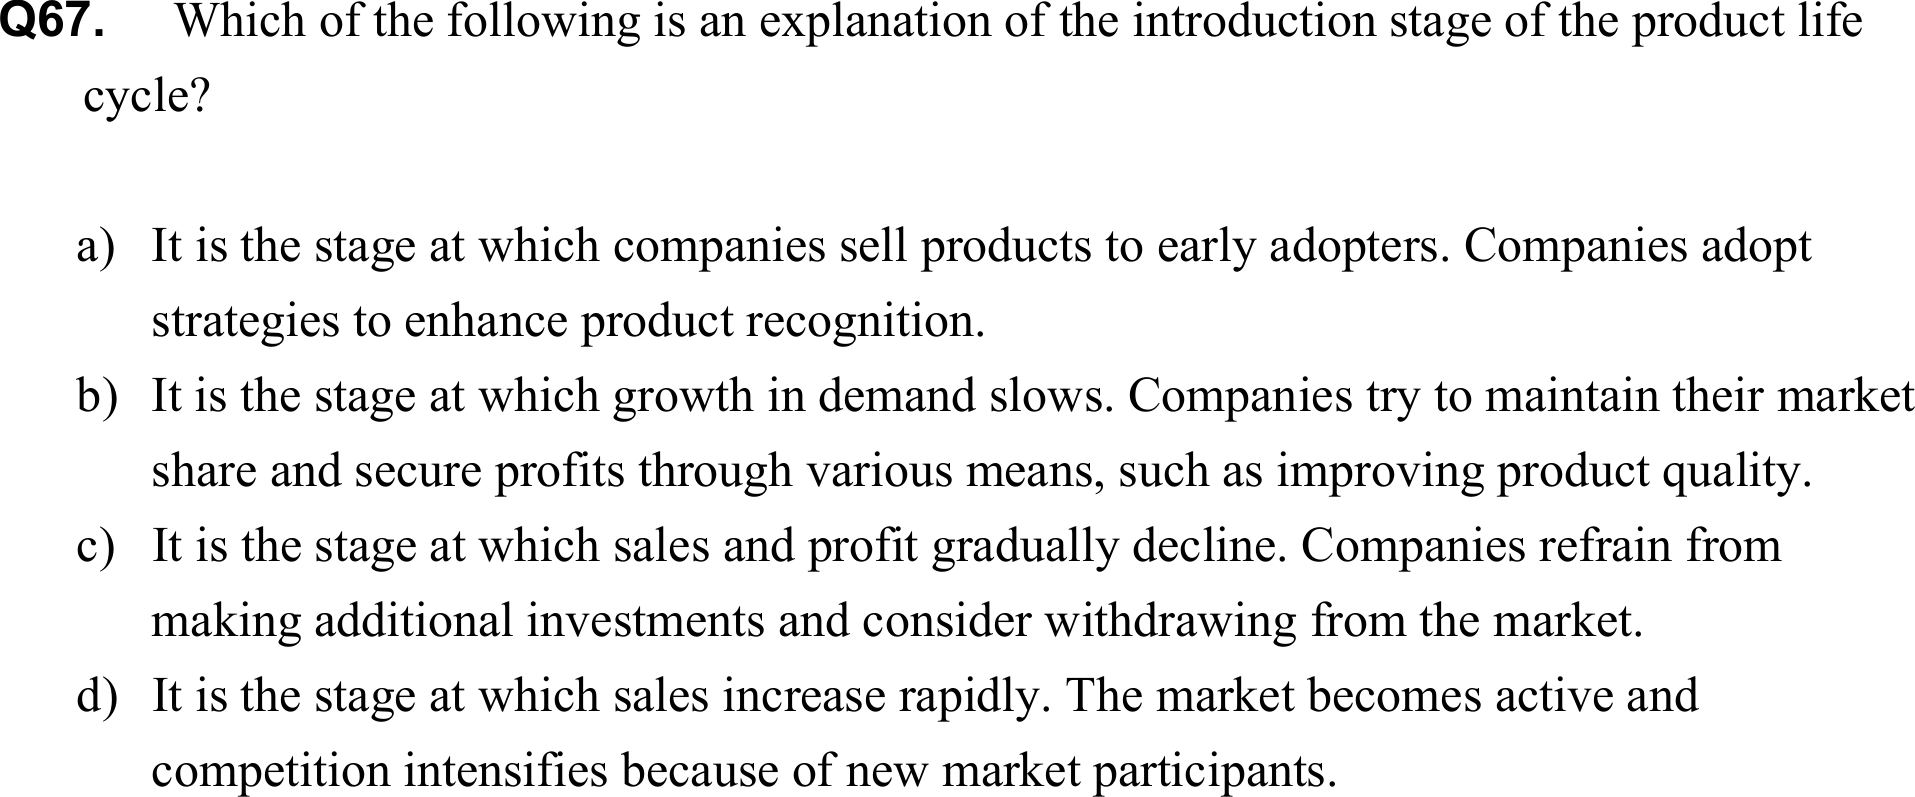 Q67. Which of the following is an explanation of the introduction stage of the product life
cycle?
a) It is the stage at which companies sell products to early adopters. Companies adopt
strategies to enhance product recognition.
b) It is the stage at which growth in demand slows. Companies try to maintain their market
share and secure profits through various means, such as improving product quality.
c) It is the stage at which sales and profit gradually decline. Companies refrain from
making additional investments and consider withdrawing from the market.
d) It is the stage at which sales increase rapidly. The market becomes active and
competition intensifies because of new market participants.